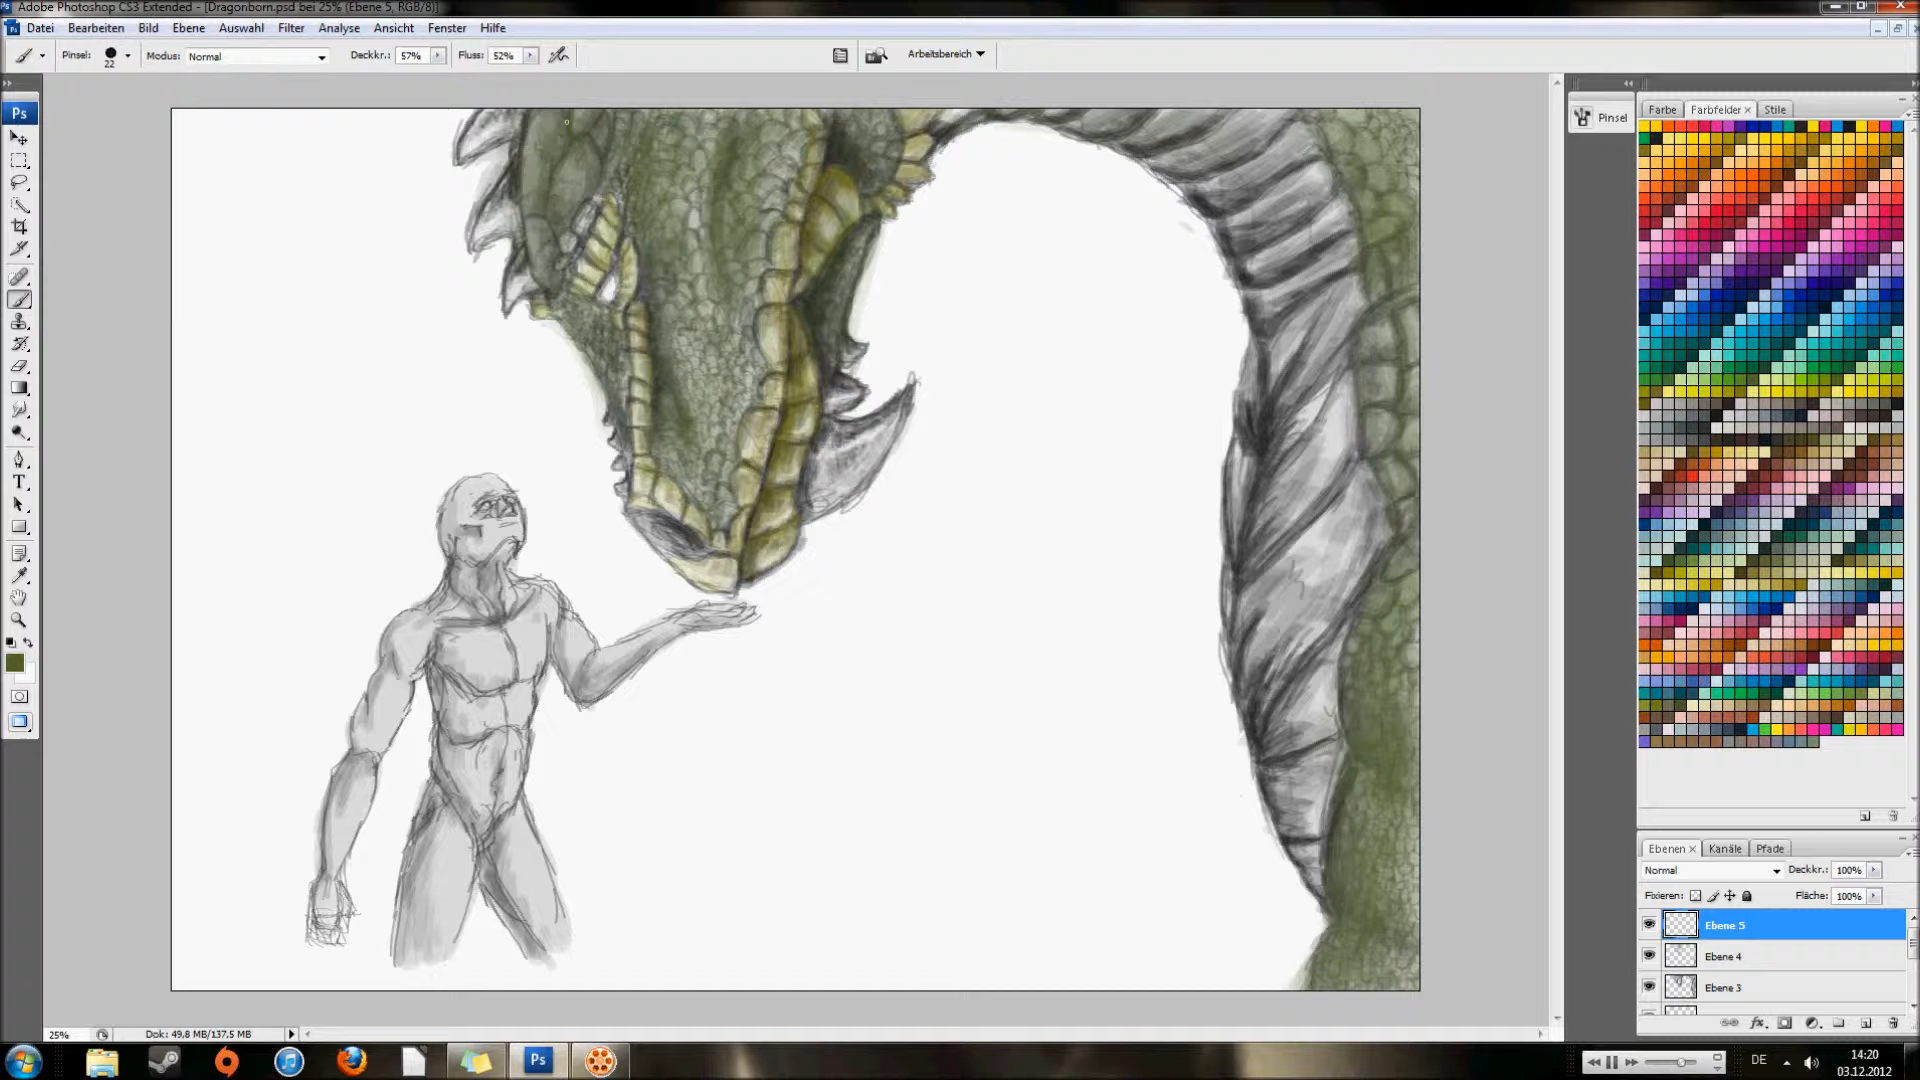 Adobe Photoshop CS3 Extended - [Dragonborn.psd bei 25% (Ebene 5, RGB/8)]
Datei Bearbeiten Bild Ebene Auswahl Filter Analyse Ansicht Fenster Hilfe
Pinsel: 22 Modus: Normal Deckkr.: 57% Fluss: 52% Arbeitsbereich
Ps
Pinsel
Farbe Farbfelder Stile
T
Ebenen Kanäle Pfade
Normal Deckkr.: 100%
Fixieren: Fläche: 100%
Ebene 5
Ebene 4
Ebene 3
25% Dok: 49,8 MB/137,5 MB
Ps
DE
14:20
03.12.2012